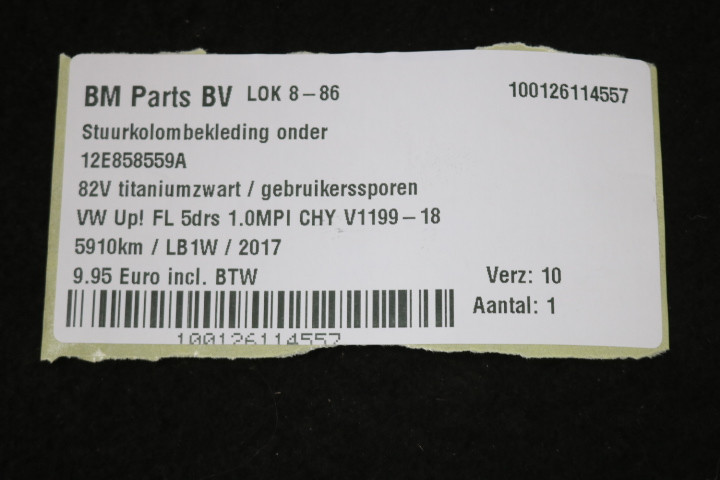 BM Parts BV LOK 8-86 100126114557
Stuurkolombekleding onder
12E858559A
82V titaniumzwart / gebruikerssporen
VW Up! FL 5drs 1.0MPI CHY V1199-18
5910km / LB1W / 2017
9.95 Euro incl. BTW Verz: 10
Aantal: 1
100126114557